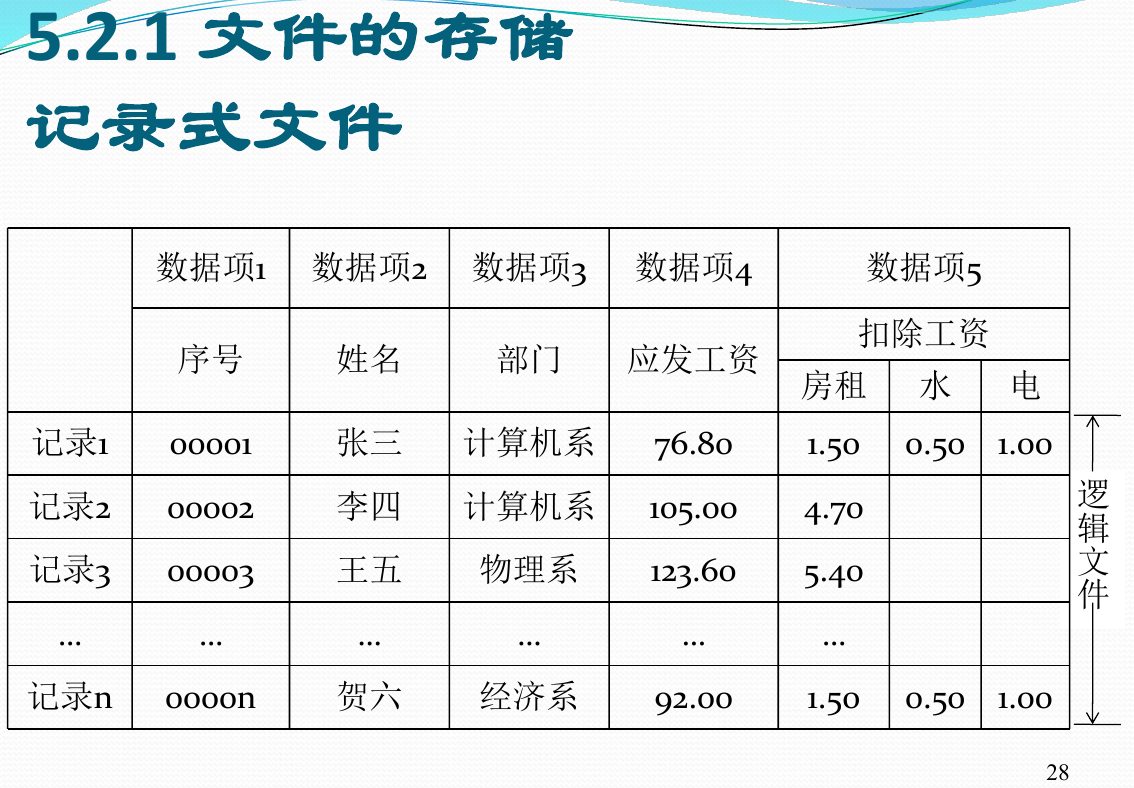 5.2.1 文件的存储
记录式文件
数据项1 数据项2 数据项3 数据项4 数据项5
序号 姓名 部门 应发工资 扣除工资
房租 水 电
记录1 00001 张三 计算机系 76.80 1.50 0.50 1.00
记录2 00002 李四 计算机系 105.00 4.70
记录3 00003 王五 物理系 123.60 5.40
... ... ... ... ... ...
记录n 0000n 贺六 经济系 92.00 1.50 0.50 1.00
逻辑文件
28